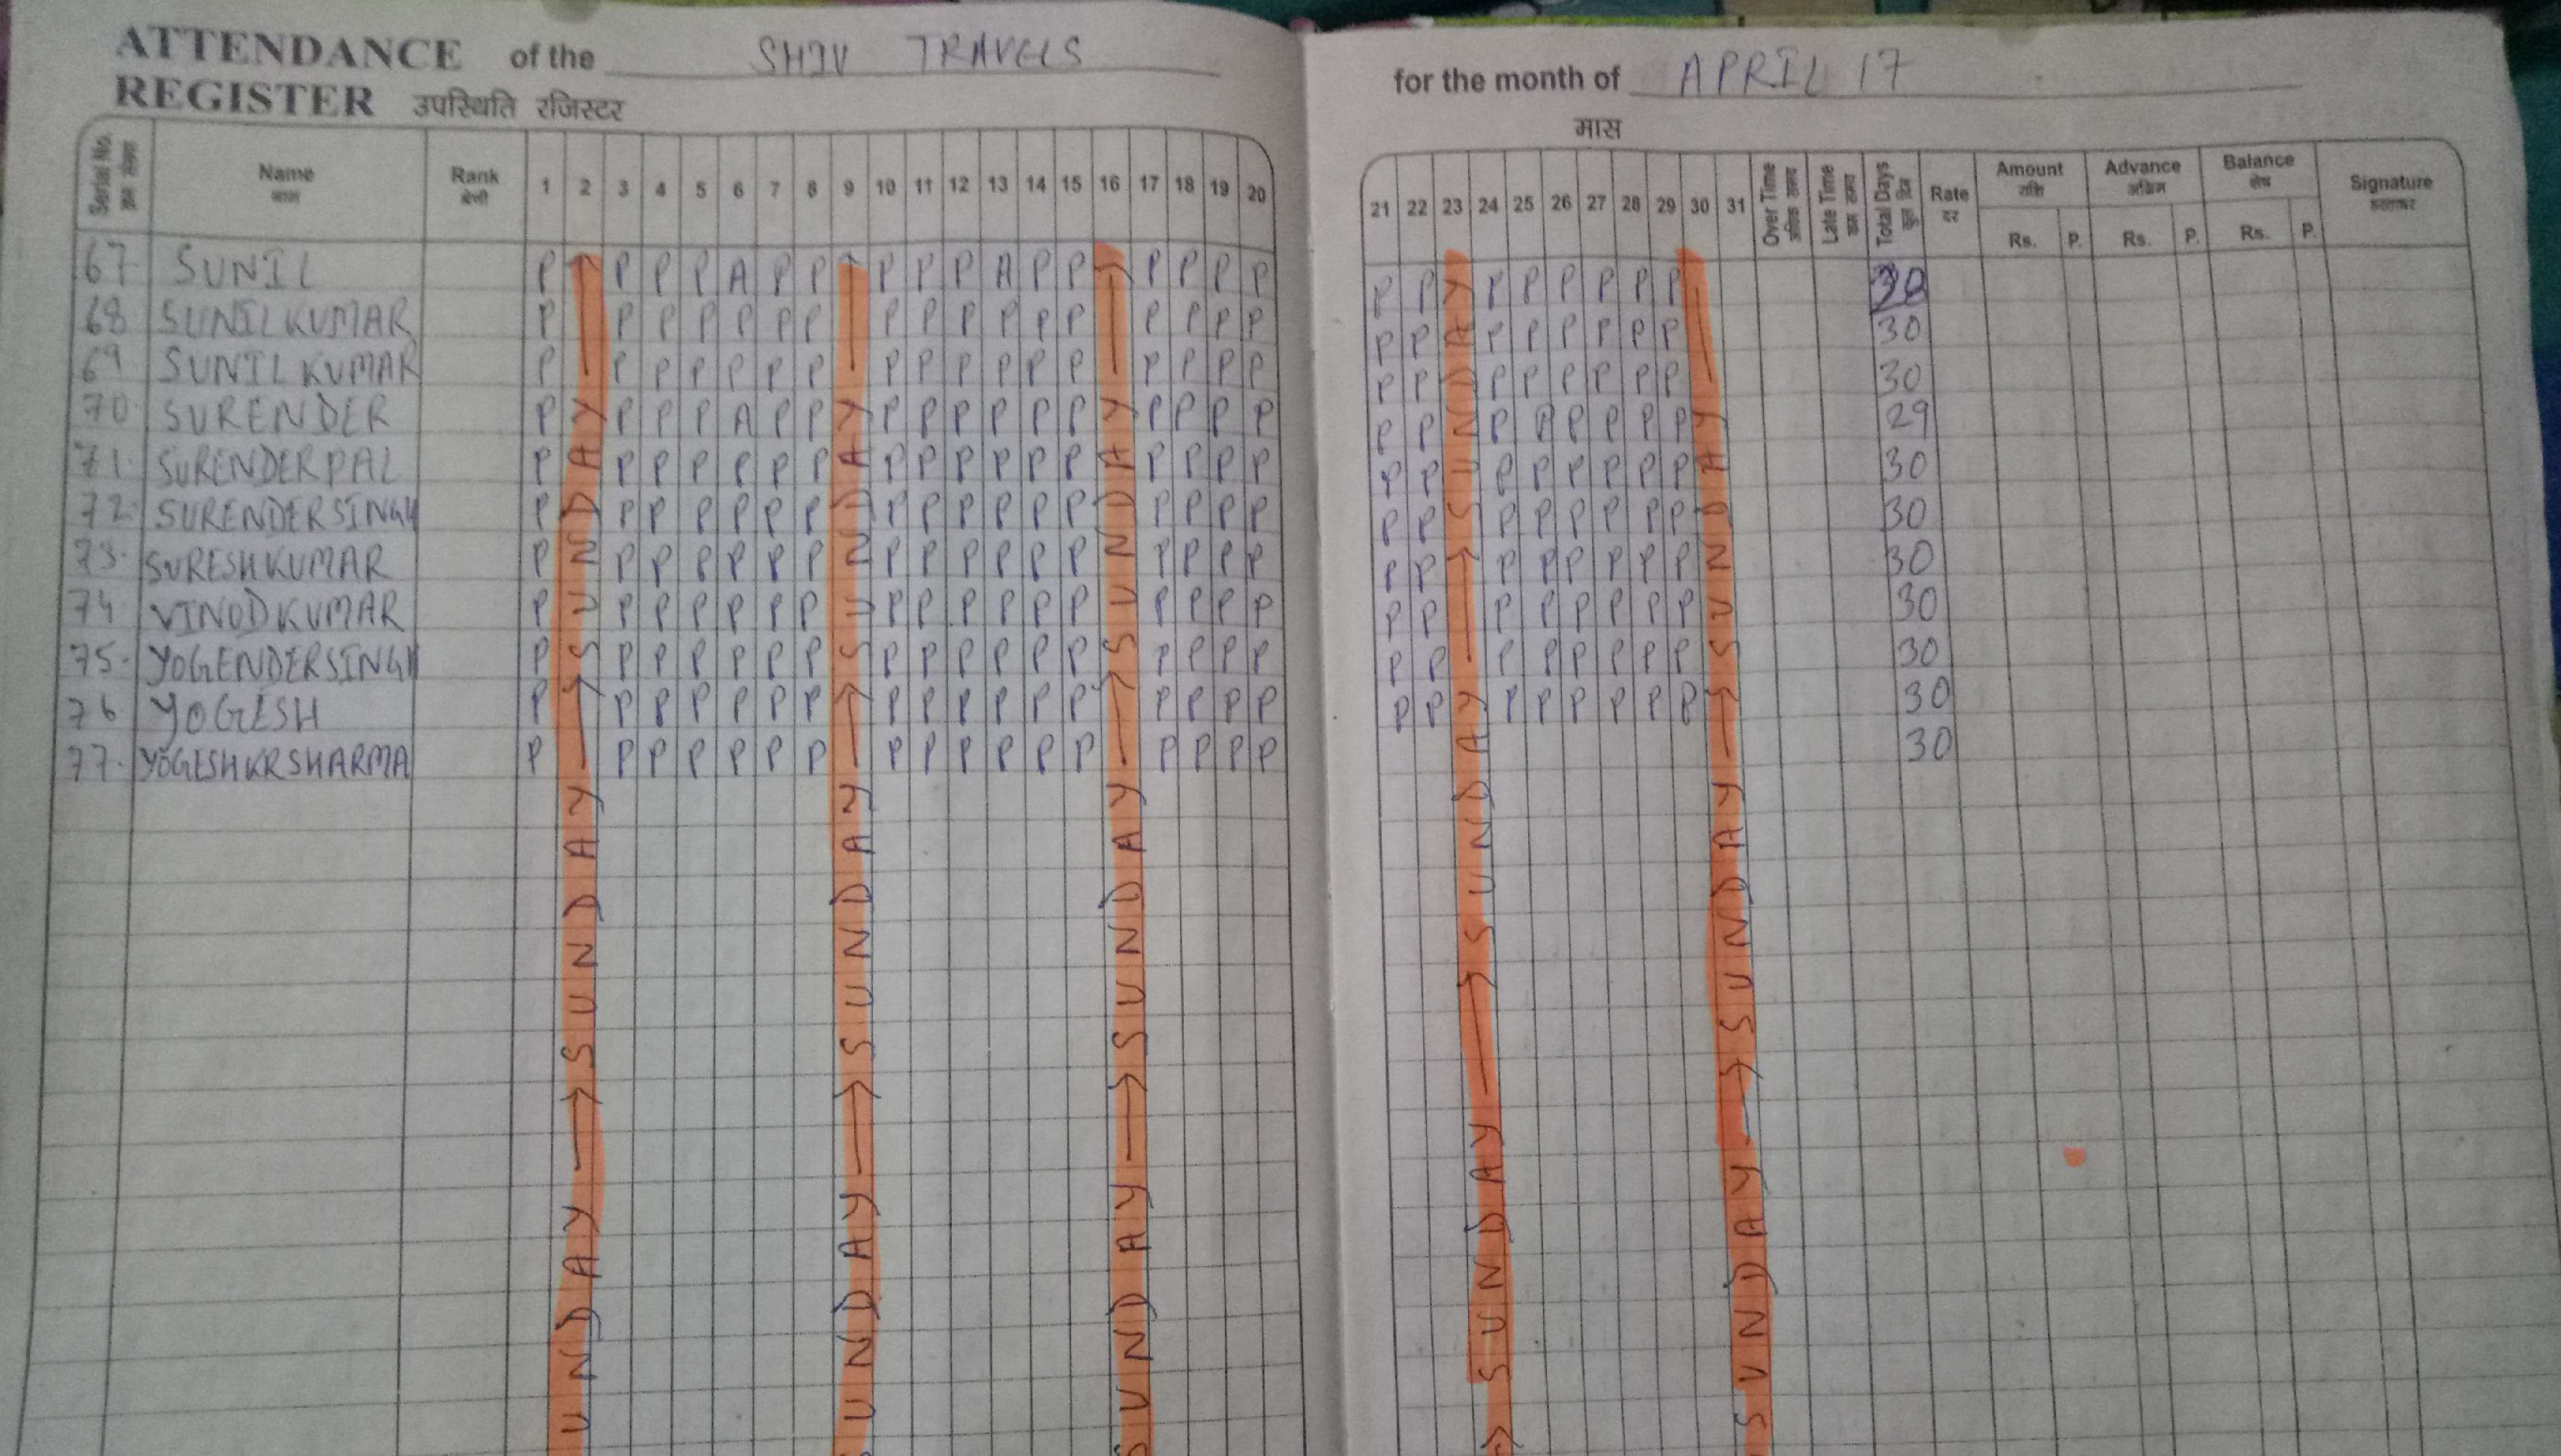 ATTENDANCE of the SHIV TRAVELS for the month of APRIL 17
REGISTER उपस्थिति रजिस्टर मास
Serial No. Name नाम Rank श्रेणी 1 2 3 4 5 6 7 8 9 10 11 12 13 14 15 16 17 18 19 20 21 22 23 24 25 26 27 28 29 30 31 Over Time Late Time Total Days Rate दर Amount राशि Advance अग्रिम Balance शेष Signature हस्ताक्षर
Rs. P. Rs. P. Rs. P.
67 SUNIL P P P P A P P P P P A P P P P P P P P P P P P P P
68 SUNIL KUMAR P P P P P P P P P P P P P P P P P P P P P P P P P 30
69 SUNIL KUMAR P P P P P P P P P P P P P P P P P P P P P P P P P 30
70 SURENDER P P P P A P P P P P P P P P P P P P P P P P P P P 29
71. SURENDER PAL P P P P P P P P P P P P P P P P P P P P P P P P P 30
72. SURENDER SINGH P P P P P P P P P P P P P P P P P P P P P P P P P 30
73. SURESH KUMAR P P P P P P P P P P P P P P P P P P P P P P P P P 30
74 VINOD KUMAR P P P P P P P P P P P P P P P P P P P P P P P P P 30
75. YOGENDER SINGH P P P P P P P P P P P P P P P P P P P P P P P P P 30
76 YOGESH P P P P P P P P P P P P P P P P P P P P P P P P P 30
77. YOGESH KR SHARMA P P P P P P P P P P P P P P P P P 30
SUNDAY → SUNDAY → SUNDAY
SUNDAY → SUNDAY → SUNDAY
SUNDAY → SUNDAY → SUNDAY
SUNDAY → SUNDAY → SUNDAY →
SUNDAY → SUNDAY → SUNDAY